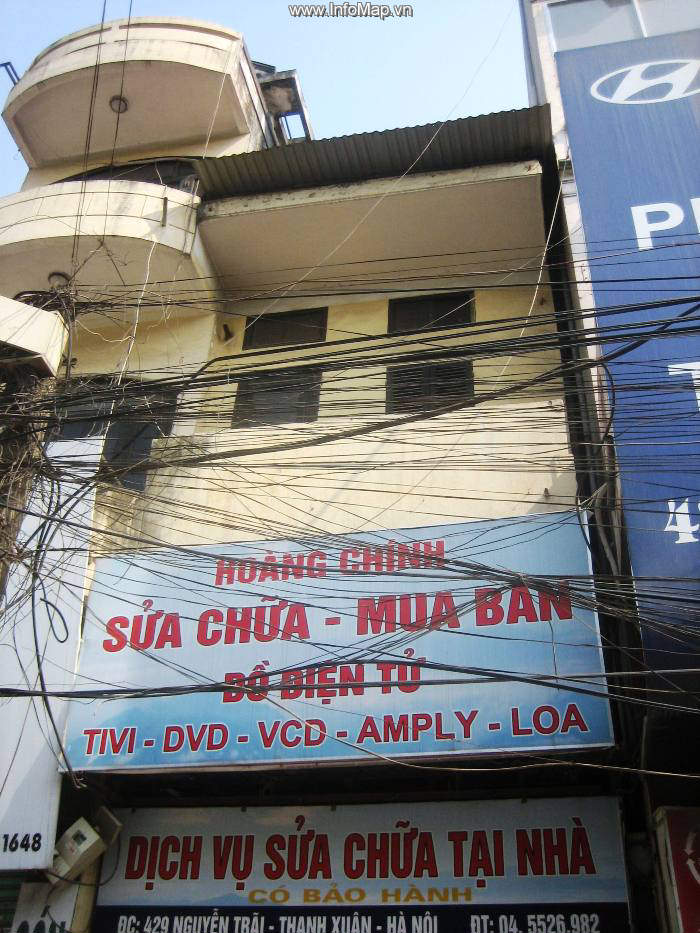 www.InfoMap.vn
HOÀNG CHÍNH
SỬA CHỮA - MUA BÁN
ĐỒ ĐIỆN TỬ
TIVI - DVD - VCD - AMPLY - LOA
1648
DỊCH VỤ SỬA CHỮA TẠI NHÀ
CÓ BẢO HÀNH
ĐC: 429 NGUYỄN TRÃI - THANH XUÂN - HÀ NỘI ĐT: 04. 5526.982